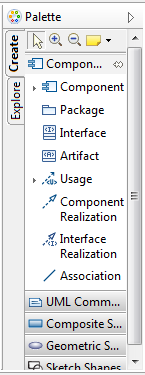 Palette
Create
Explore
Compon...
Component
Package
Interface
Artifact
Usage
Component
Realization
Interface
Realization
Association
UML Comm...
Composite S...
Geometric S...
Sketch Shapes